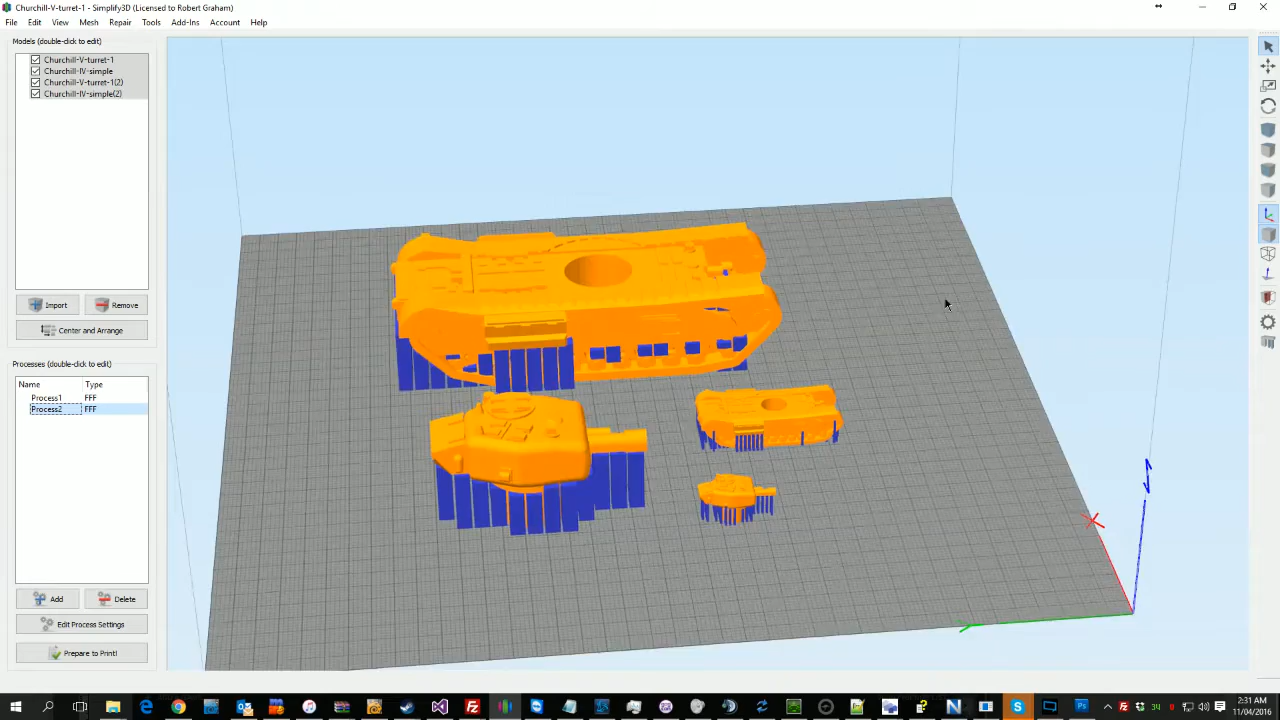 Churchill-V-turret-1 - Simplify3D (Licensed to Robert Graham)
File Edit View Mesh Repair Tools Add-Ins Account Help
Models (double-click to edit)
Churchill-V-turret-1
Churchill-IV-simple
Churchill-V-turret-1(2)
Churchill-IV-simple(2)
Import Remove
Center and Arrange
Processes (double-click to edit)
Name Type
Process1 FFF
Process2 FFF
Add Delete
Edit Process Settings
Prepare to Print!
2:31 AM
11/04/2016